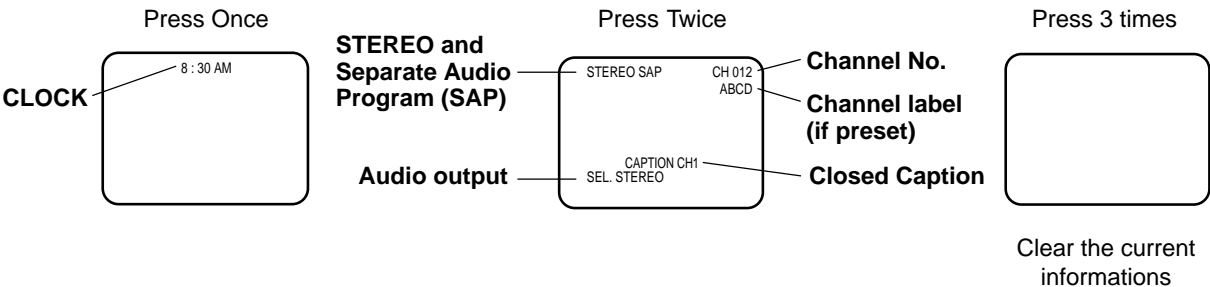 Press Once
CLOCK
8 : 30 AM
Press Twice
STEREO and
Separate Audio
Program (SAP)
STEREO SAP
CH 012
ABCD
Channel No.
Channel label
(if preset)
CAPTION CH1
SEL. STEREO
Audio output
Closed Caption
Press 3 times
Clear the current
informations